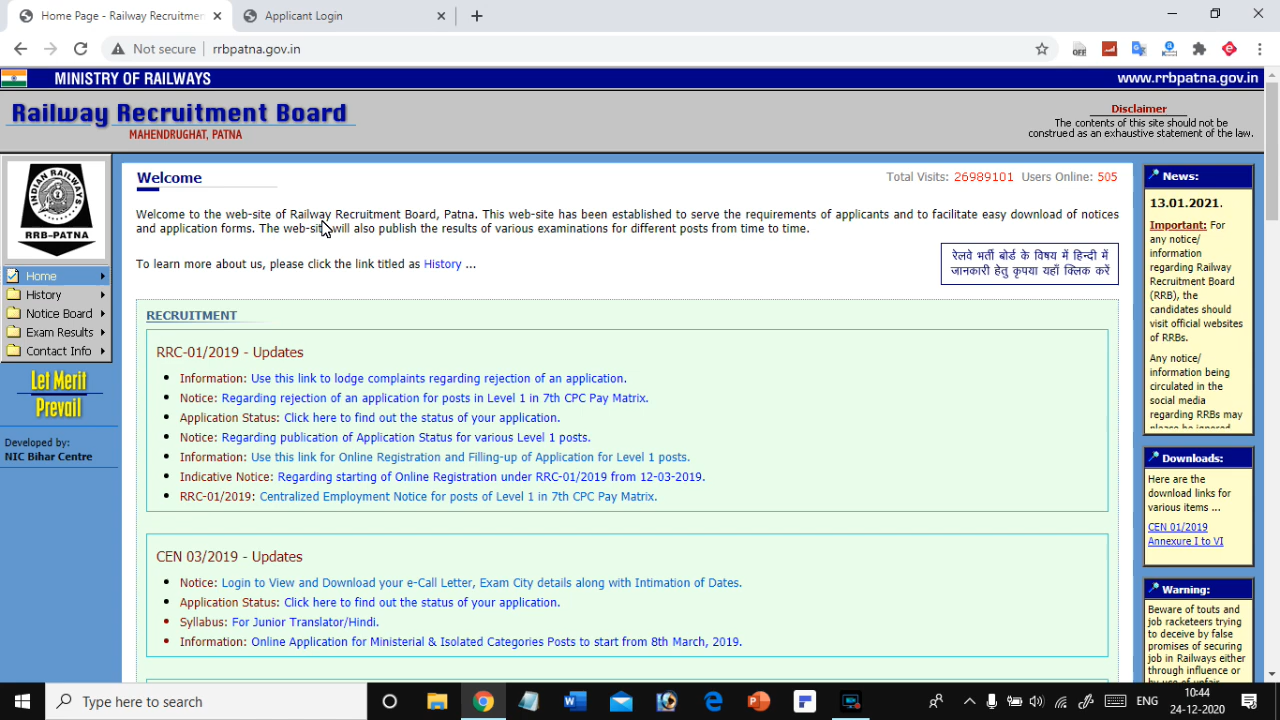 Home Page - Railway Recruitmen
Applicant Login
Not secure
rrbpatna.gov.in
MINISTRY OF RAILWAYS
www.rrbpatna.gov.in
Railway Recruitment Board
MAHENDRUGHAT, PATNA
Disclaimer
The contents of this site should not be
construed as an exhaustive statement of the law.
INDIAN RAILWAYS
RRB-PATNA
Home
History
Notice Board
Exam Results
Contact Info
Let Merit
Prevail
Developed by:
NIC Bihar Centre
Welcome
Total Visits: 26989101 Users Online: 505
Welcome to the web-site of Railway Recruitment Board, Patna. This web-site has been established to serve the requirements of applicants and to facilitate easy download of notices
and application forms. The web-site will also publish the results of various examinations for different posts from time to time.
To learn more about us, please click the link titled as History ...
रेलवे भर्ती बोर्ड के विषय में हिन्दी में
जानकारी हेतु कृपया यहाँ क्लिक करें
RECRUITMENT
RRC-01/2019 - Updates
Information: Use this link to lodge complaints regarding rejection of an application.
Notice: Regarding rejection of an application for posts in Level 1 in 7th CPC Pay Matrix.
Application Status: Click here to find out the status of your application.
Notice: Regarding publication of Application Status for various Level 1 posts.
Information: Use this link for Online Registration and Filling-up of Application for Level 1 posts.
Indicative Notice: Regarding starting of Online Registration under RRC-01/2019 from 12-03-2019.
RRC-01/2019: Centralized Employment Notice for posts of Level 1 in 7th CPC Pay Matrix.
CEN 03/2019 - Updates
Notice: Login to View and Download your e-Call Letter, Exam City details along with Intimation of Dates.
Application Status: Click here to find out the status of your application.
Syllabus: For Junior Translator/Hindi.
Information: Online Application for Ministerial & Isolated Categories Posts to start from 8th March, 2019.
News:
13.01.2021.
Important: For
any notice/
information
regarding Railway
Recruitment Board
(RRB), the
candidates should
visit official websites
of RRBs.
Any notice/
information being
circulated in the
social media
regarding RRBs may
please be ignored
Downloads:
Here are the
download links for
various items ...
CEN 01/2019
Annexure I to VI
Warning:
Beware of touts and
job racketeers trying
to deceive by false
promises of securing
job in Railways either
through influence or
by use of unfair
Type here to search
ENG
10:44
24-12-2020